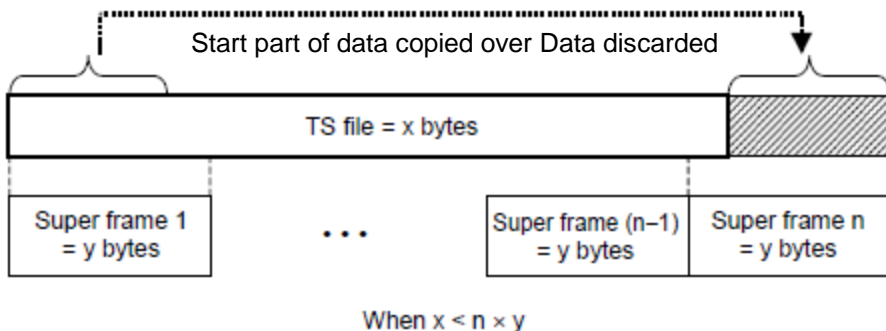 Start part of data copied over Data discarded
TS file = x bytes
Super frame 1
= y bytes
• • •
Super frame (n–1)
= y bytes
Super frame n
= y bytes
When x < n × y